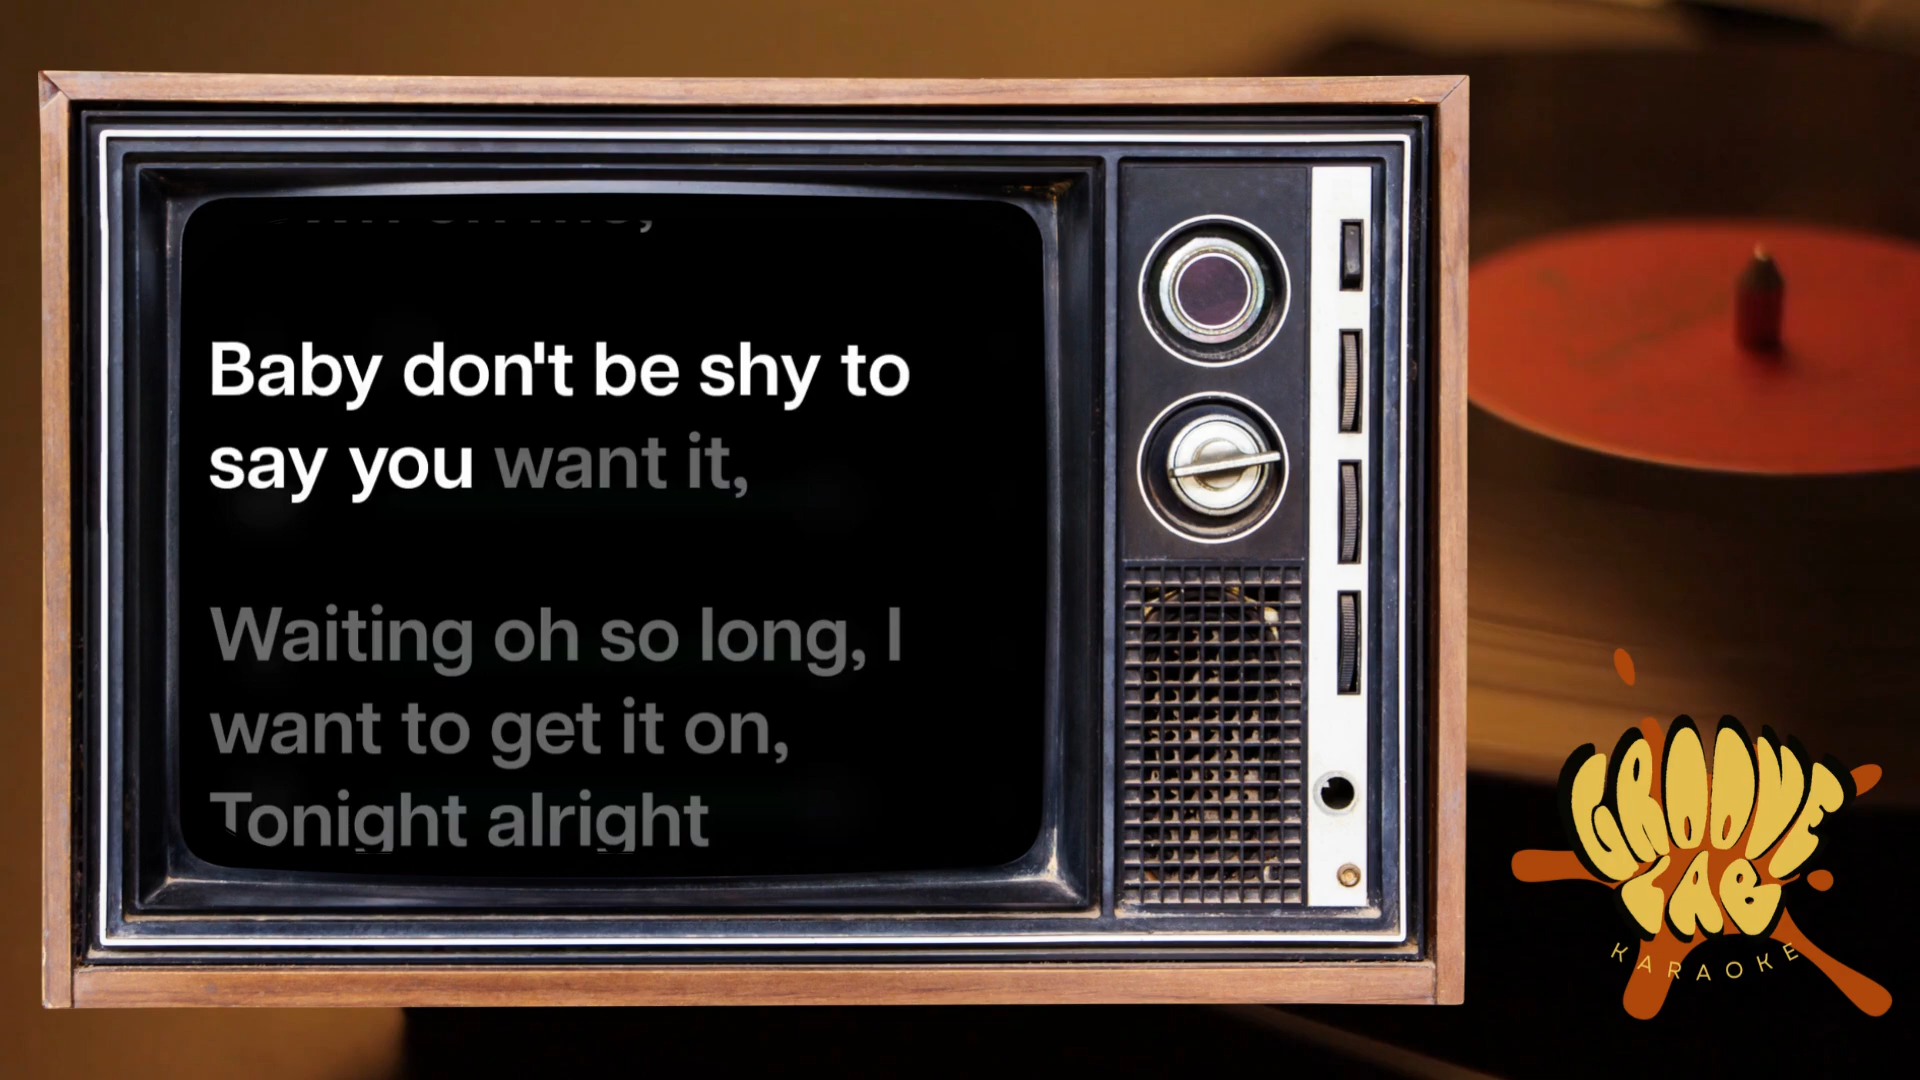 Baby don't be shy to
say you want it,
Waiting oh so long, I
want to get it on,
Tonight alright
GROOVE
LAB
KARAOKE